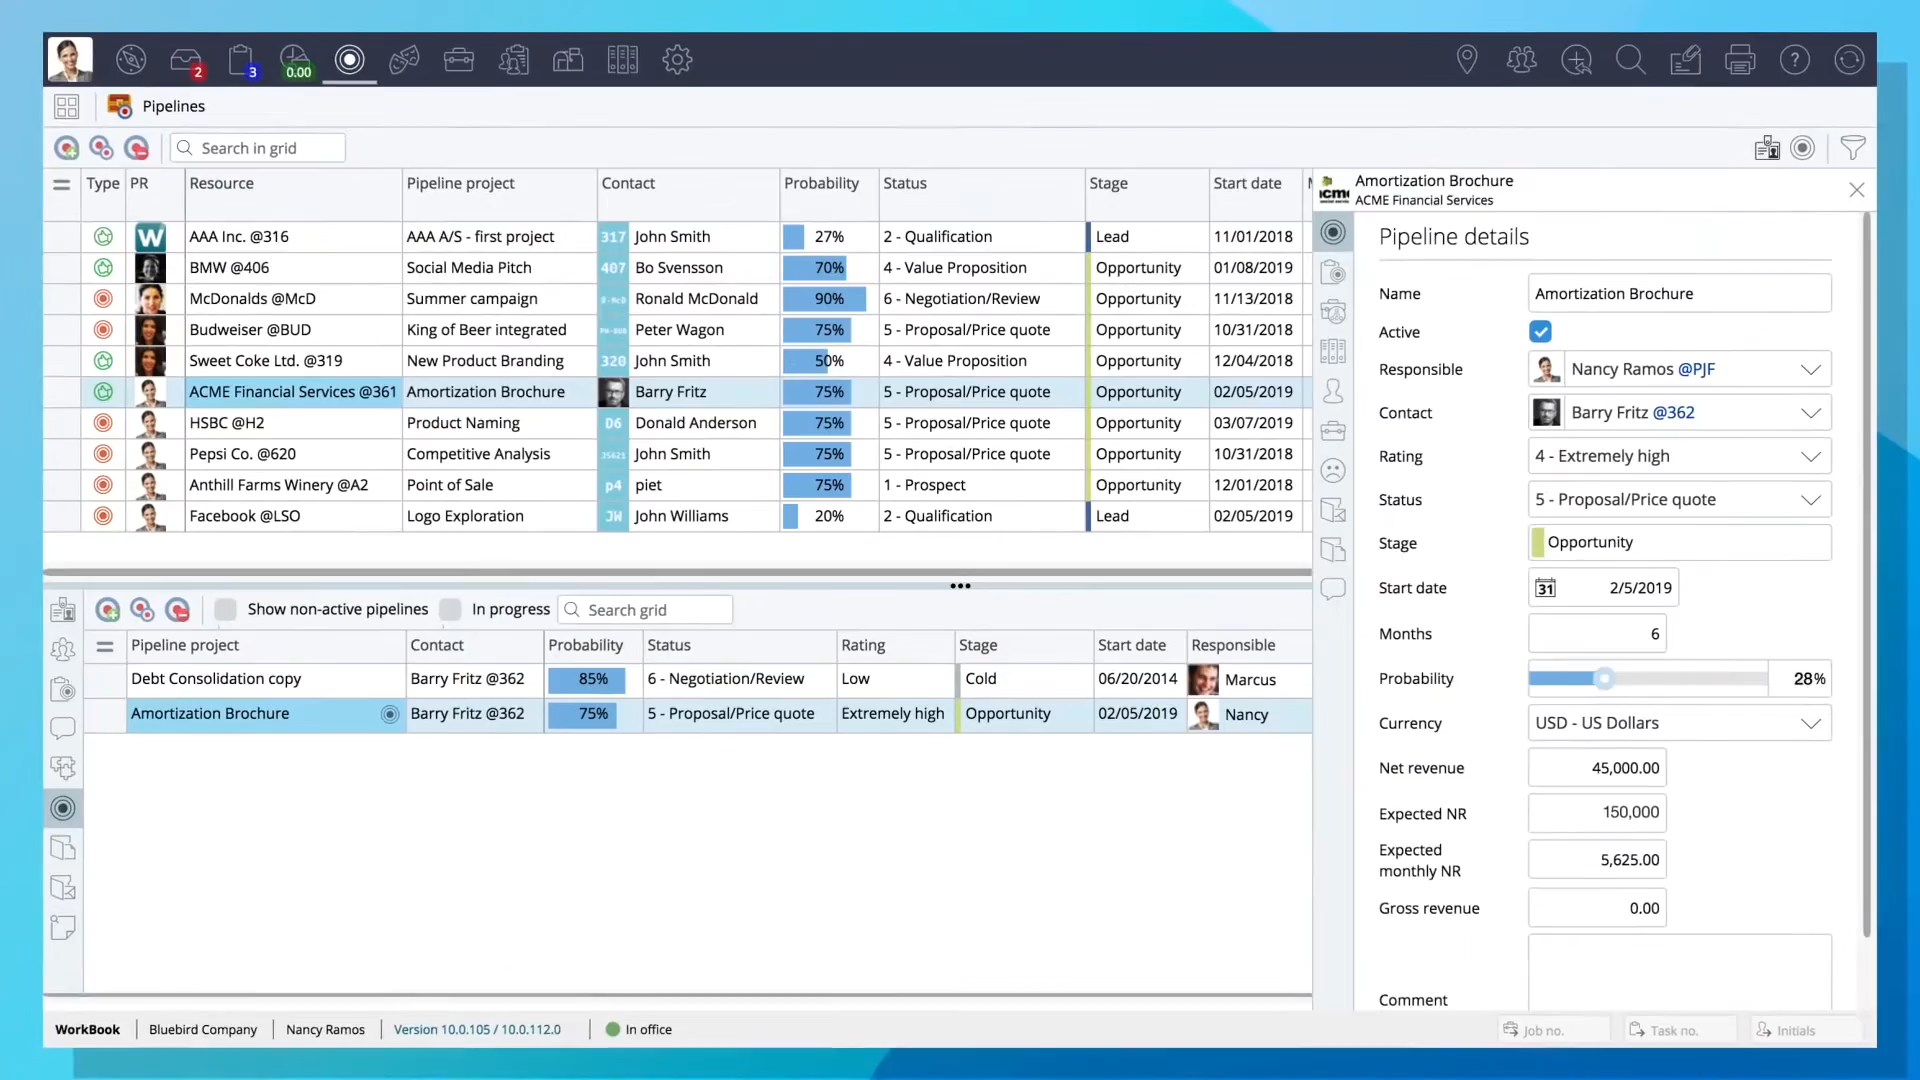 2 3 0.00
Pipelines
Search in grid
Type PR Resource Pipeline project Contact Probability Status Stage Start date
W AAA Inc. @316 AAA A/S - first project 317 John Smith 27% 2 - Qualification Lead 11/01/2018
BMW @406 Social Media Pitch 407 Bo Svensson 70% 4 - Value Proposition Opportunity 01/08/2019
McDonalds @McD Summer campaign Ronald McDonald 90% 6 - Negotiation/Review Opportunity 11/13/2018
Budweiser @BUD King of Beer integrated Peter Wagon 75% 5 - Proposal/Price quote Opportunity 10/31/2018
Sweet Coke Ltd. @319 New Product Branding 320 John Smith 50% 4 - Value Proposition Opportunity 12/04/2018
ACME Financial Services @361 Amortization Brochure Barry Fritz 75% 5 - Proposal/Price quote Opportunity 02/05/2019
HSBC @H2 Product Naming D6 Donald Anderson 75% 5 - Proposal/Price quote Opportunity 03/07/2019
Pepsi Co. @620 Competitive Analysis John Smith 75% 5 - Proposal/Price quote Opportunity 10/31/2018
Anthill Farms Winery @A2 Point of Sale p4 piet 75% 1 - Prospect Opportunity 12/01/2018
Facebook @LSO Logo Exploration JW John Williams 20% 2 - Qualification Lead 02/05/2019
Show non-active pipelines In progress Search grid
Pipeline project Contact Probability Status Rating Stage Start date Responsible
Debt Consolidation copy Barry Fritz @362 85% 6 - Negotiation/Review Low Cold 06/20/2014 Marcus
Amortization Brochure Barry Fritz @362 75% 5 - Proposal/Price quote Extremely high Opportunity 02/05/2019 Nancy
Amortization Brochure
ACME Financial Services
Pipeline details
Name Amortization Brochure
Active
Responsible Nancy Ramos @PJF
Contact Barry Fritz @362
Rating 4 - Extremely high
Status 5 - Proposal/Price quote
Stage Opportunity
Start date 31 2/5/2019
Months 6
Probability 28%
Currency USD - US Dollars
Net revenue 45,000.00
Expected NR 150,000
Expected
monthly NR 5,625.00
Gross revenue 0.00
Comment
WorkBook Bluebird Company Nancy Ramos Version 10.0.105 / 10.0.112.0 In office Job no. Task no. Initials